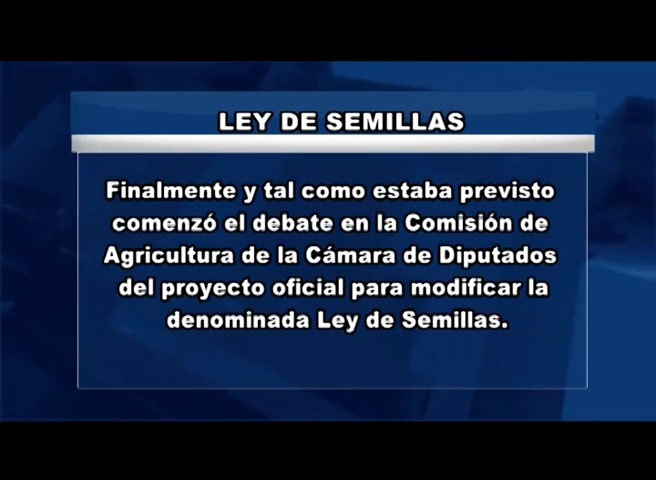 LEY DE SEMILLAS
Finalmente y tal como estaba previsto
comenzó el debate en la Comisión de
Agricultura de la Cámara de Diputados
del proyecto oficial para modificar la
denominada Ley de Semillas.